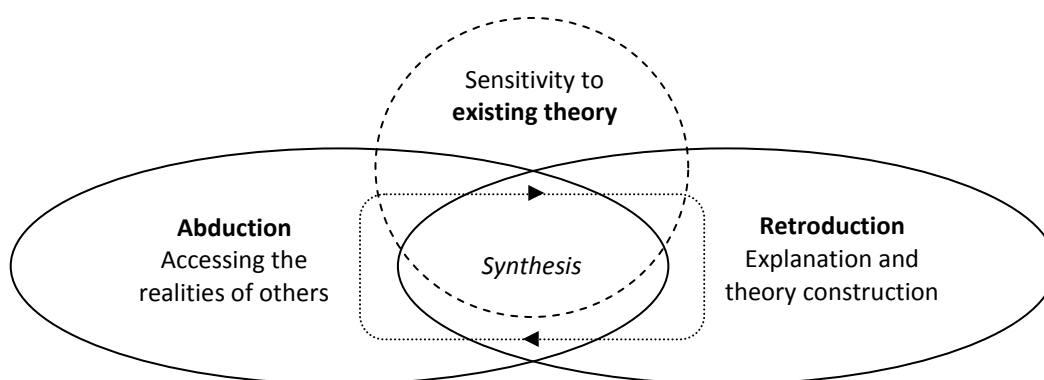 Sensitivity to
existing theory
Abduction
Accessing the
realities of others
Synthesis
Retroduction
Explanation and
theory construction